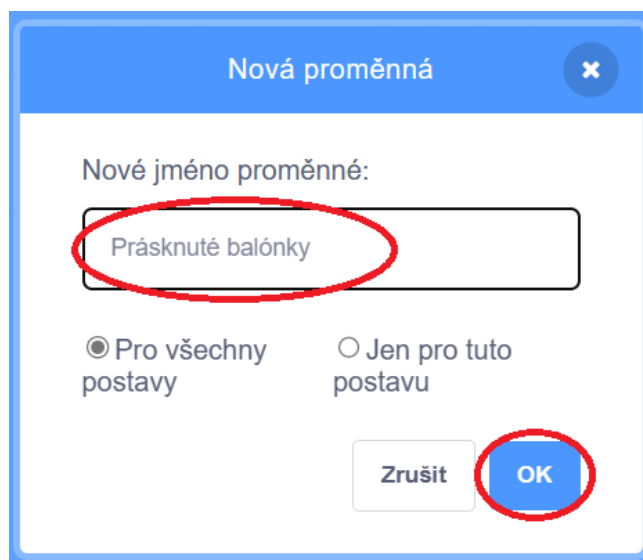 Nová proměnná
Nové jméno proměnné:
Prásknuté balónky
Pro všechny postavy
Jen pro tuto postavu
Zrušit
OK